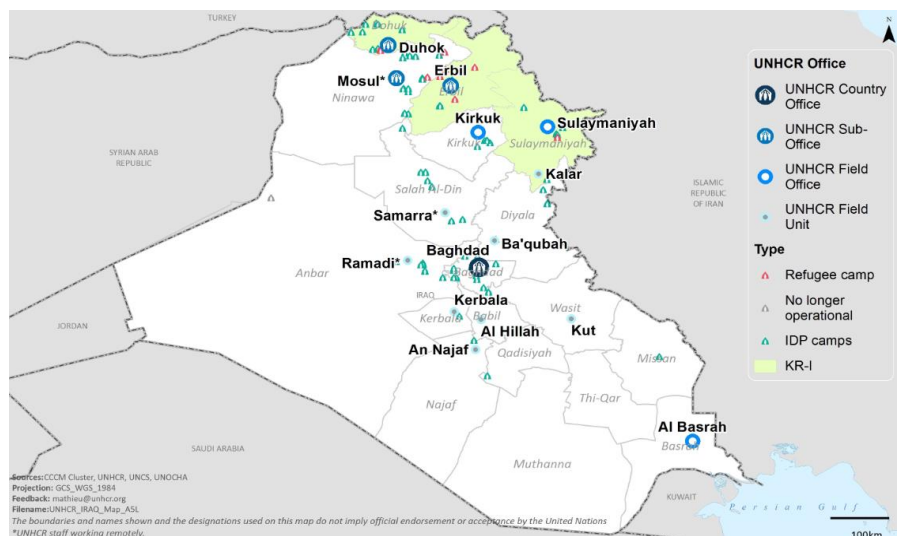 TURKEY
Dohuk
Duhok
Mosul*
Ninawa
Erbil
Erbil
Kirkuk
Kirkuk
Sulaymaniyah
Sulaymaniyah
SYRIAN ARAB
REPUBLIC
Kalar
ISLAMIC
REPUBLIC
OF IRAN
Salah Al-Din
Samarra*
Diyala
Ba'qubah
Baghdad
Baghdad
Ramadi*
Anbar
IRAQ
Kerbala
Kerbala
Babil
Al Hillah
Wasit
Kut
JORDAN
An Najaf
Qadisiyah
Missan
Najaf
Thi-Qar
Al Basrah
Basrah
Muthanna
SAUDI ARABIA
KUWAIT
Persian Gulf
100km
N
UNHCR Office
UNHCR Country
Office
UNHCR Sub-
Office
UNHCR Field
Office
UNHCR Field
Unit
Type
Refugee camp
No longer
operational
IDP camps
KR-I
Sources:CCCM Cluster, UNHCR, UNCS, UNOCHA
Projection: GCS_WGS_1984
Feedback: mathieu@unhcr.org
Filename:UNHCR_IRAQ_Map_ASL
The boundaries and names shown and the designations used on this map do not imply official endorsement or acceptance by the United Nations
*UNHCR staff working remotely.